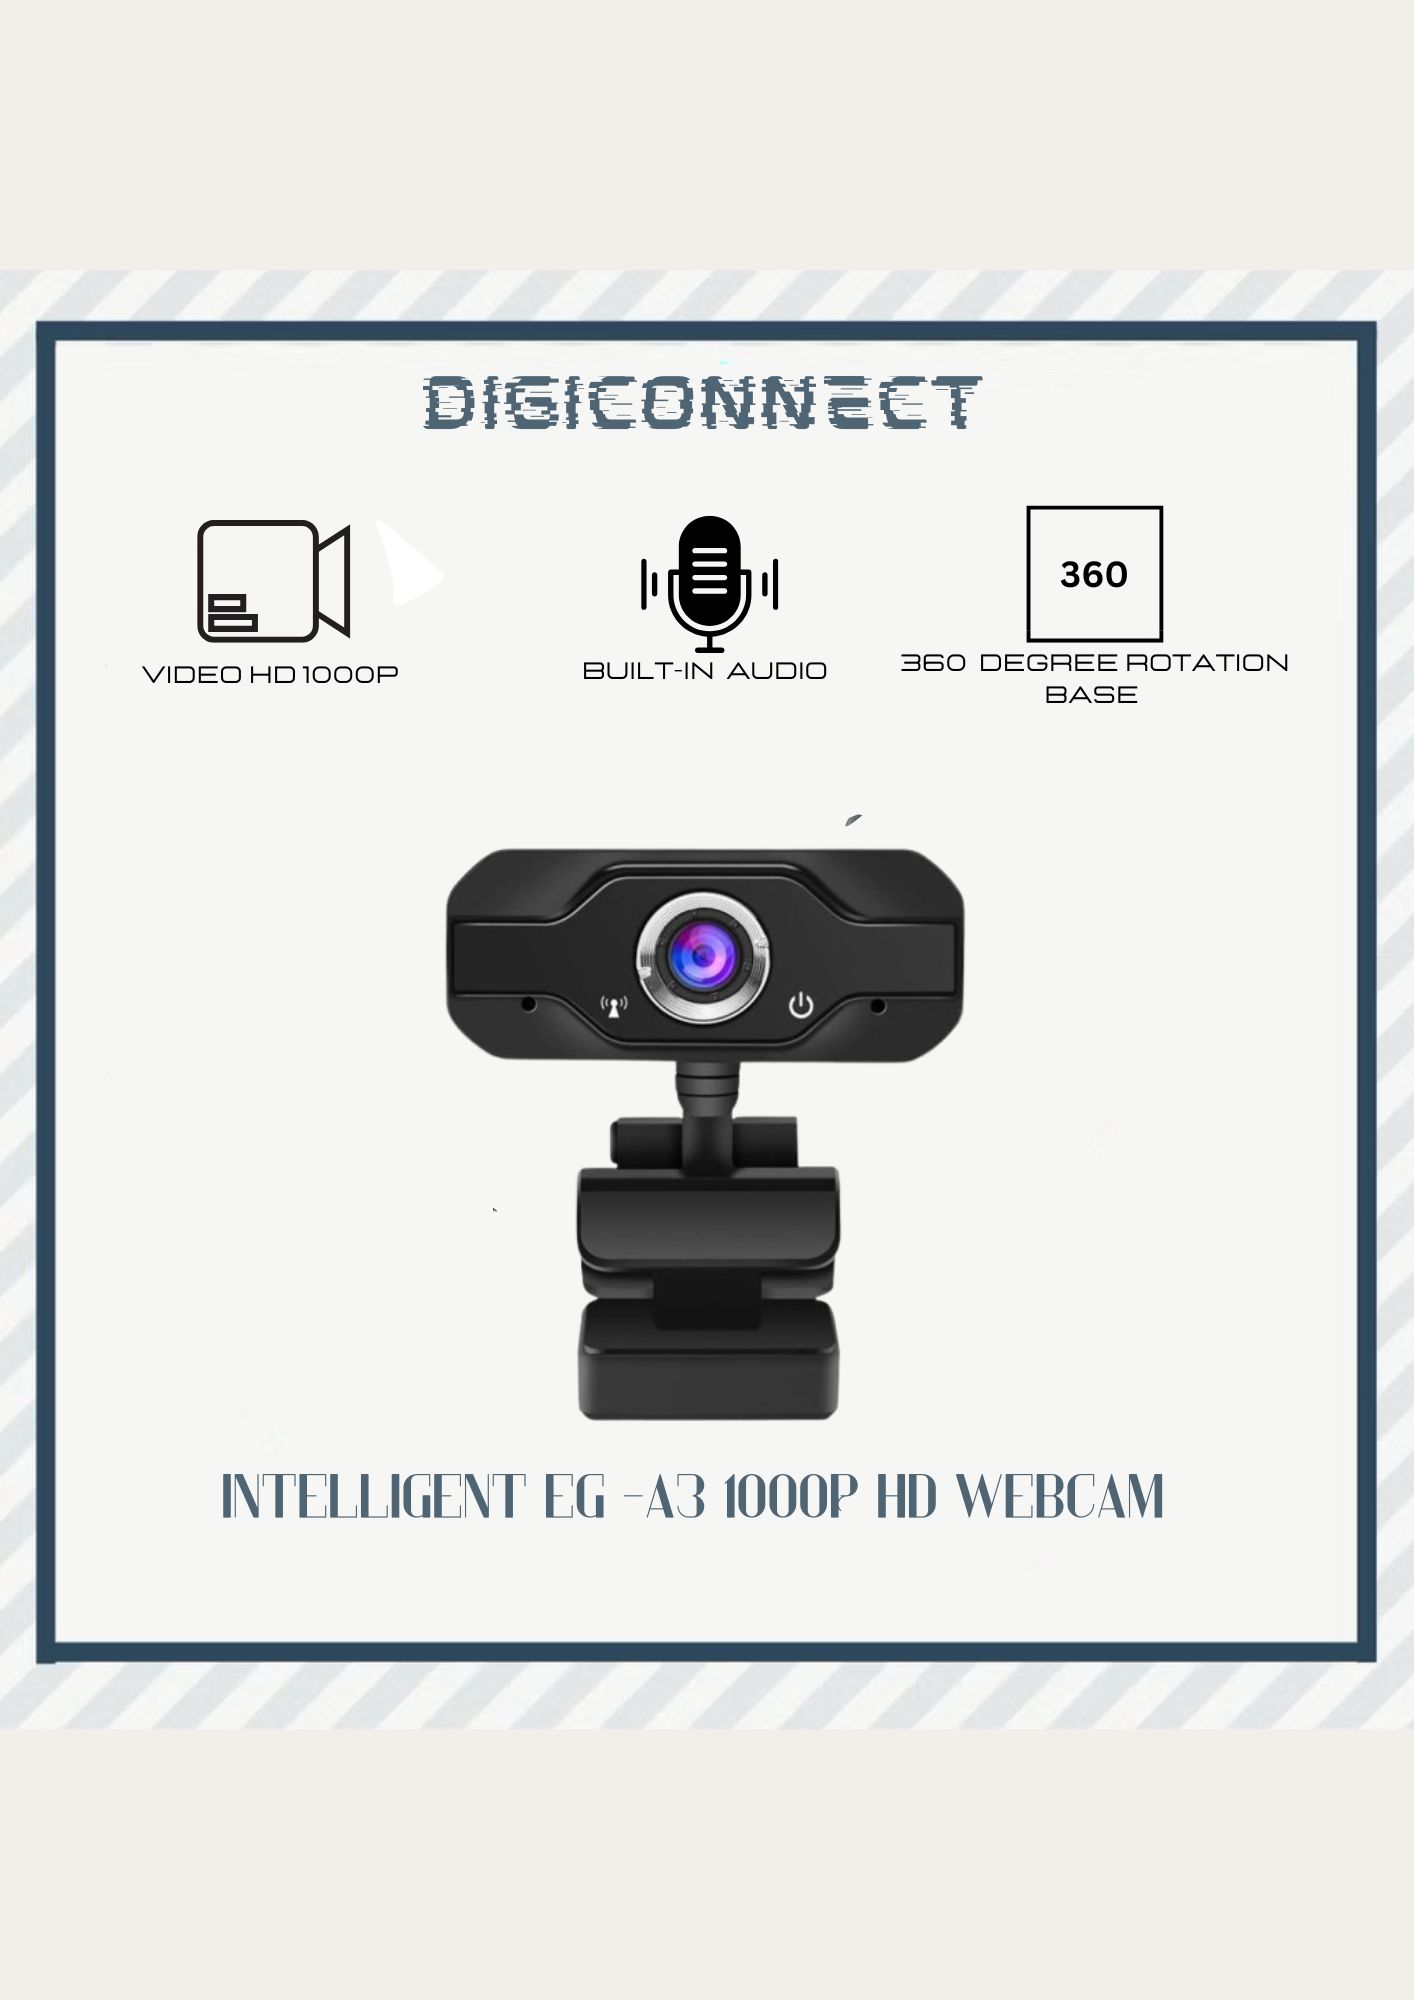 DIGICONNECT
VIDEO HD 1000P
BUILT-IN AUDIO
360
360 DEGREE ROTATION
BASE
INTELLIGENT EG -A3 1000P HD WEBCAM